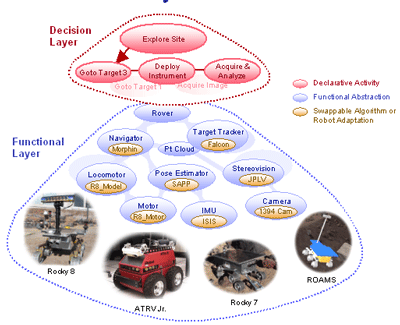 Decision
Layer
Explore Site
Goto Target 3
Deploy
Instrument
Acquire &
Analyze
Goto Target 1
Acquire Image
Declarative Activity
Functional Abstraction
Swappable Algorithm or
Robot Adaptation
Rover
Functional
Layer
Navigator
Morphin
Pt Cloud
Target Tracker
Falcon
Locomotor
R8_Model
Pose Estimator
SAPP
Stereovision
JPLV
Motor
R8_Motor
IMU
ISIS
Camera
1394 Cam
Rocky 8
ATRV Jr.
Rocky 7
ROAMS